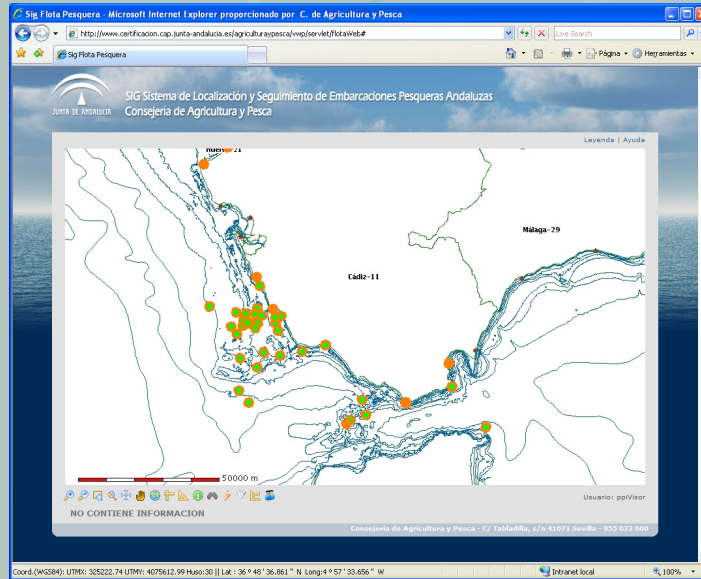 Sig Flota Pesquera - Microsoft Internet Explorer proporcionado por C. de Agricultura y Pesca
http://www.certificacion.cap.junta-andalucia.es/agriculturaypesca/vwp/servlet/flotaWeb#
Live Search
Sig Flota Pesquera
Página
Herramientas
SIG Sistema de Localización y Seguimiento de Embarcaciones Pesqueras Andaluzas
JUNTA DE ANDALUCIA
Consejería de Agricultura y Pesca
Leyenda | Ayuda
Málaga-29
Cádiz-11
50000 m
Usuario: ppiVisor
NO CONTIENE INFORMACION
Consejería de Agricultura y Pesca - C/ Tabladilla, s/n 41071 Sevilla - 955 032 000
Coord.(WGS84): UTMX: 325222.74 UTMY: 4075612.99 Huso:30 || Lat : 36 º 48 ' 36.861 " N Long:4 º 57 ' 33.656 " W
Intranet local
100%